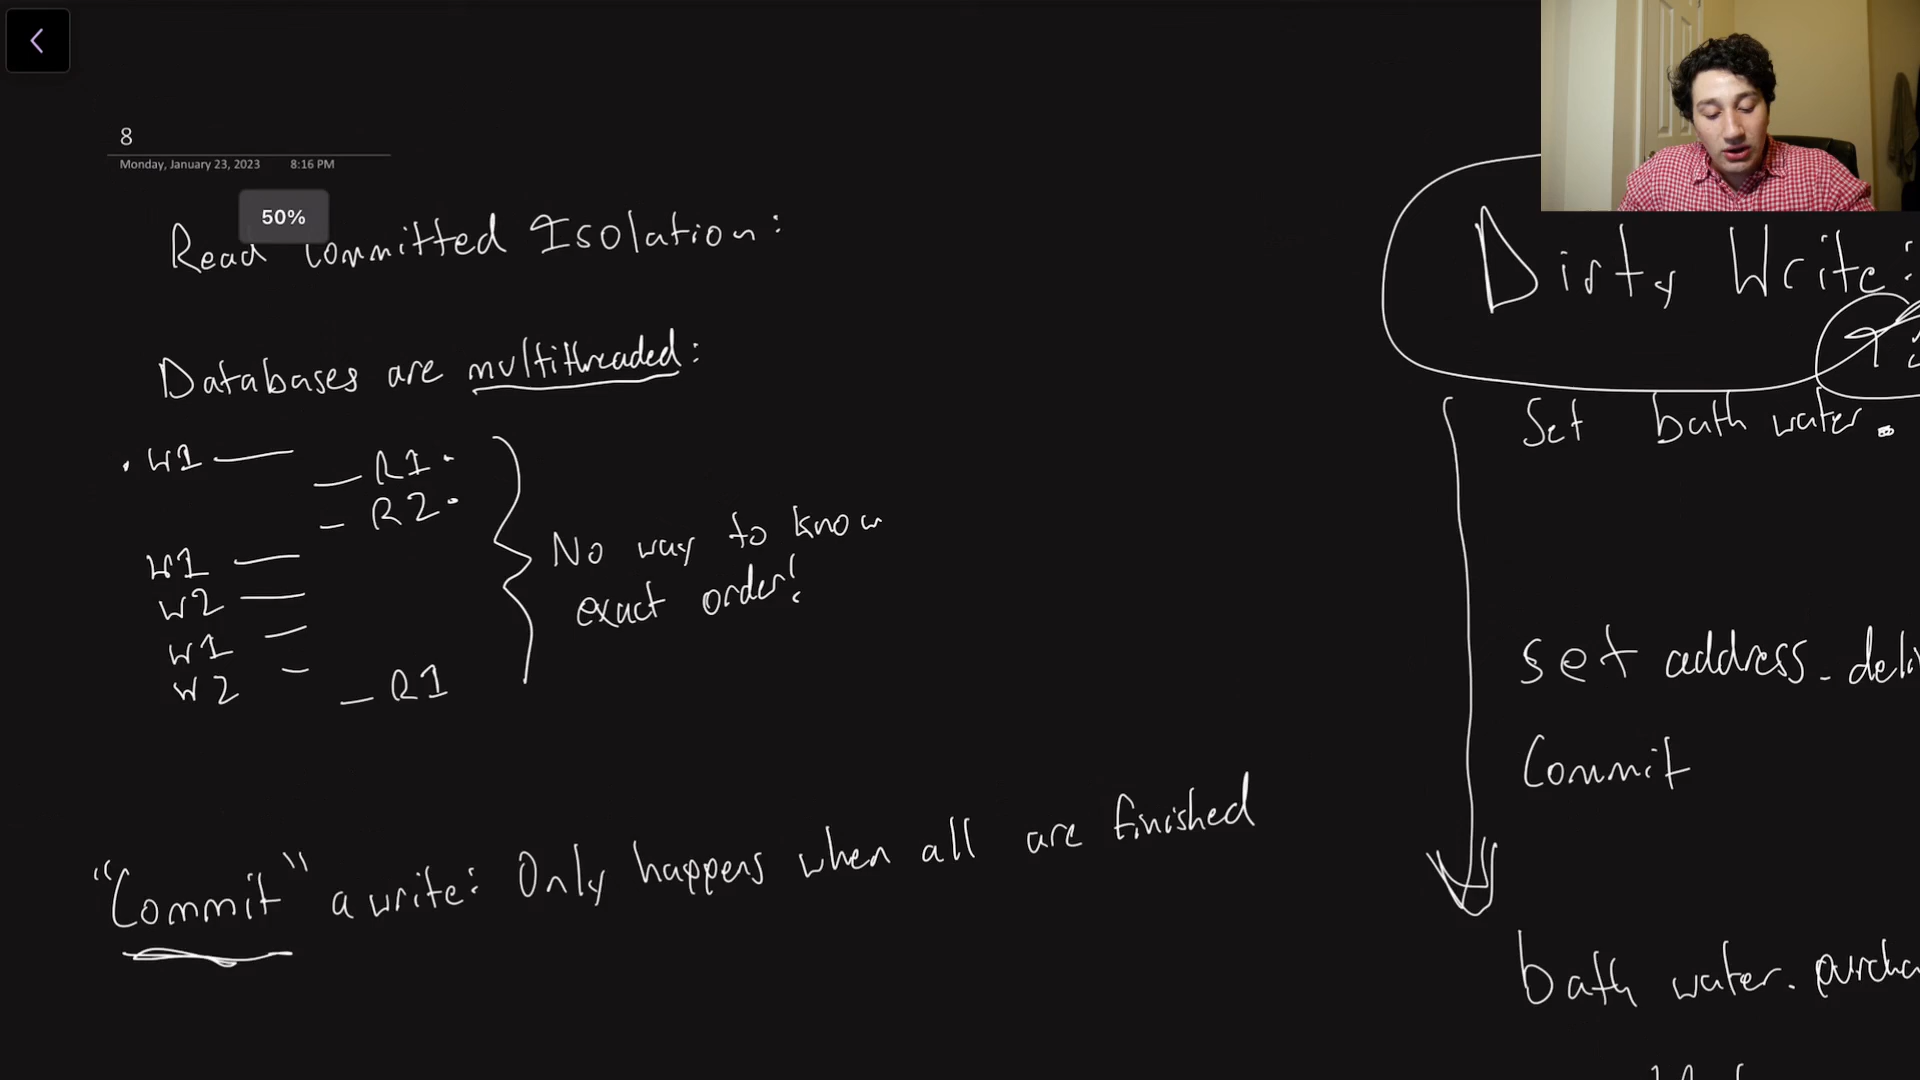 8
Monday, January 23, 2023 8:16 PM
50%
Read Committed Isolation:
Databases are multithreaded:
W1
R1
R2
W1
W2
W1
W2
R1
No way to know
exact order!
"Commit" a write: Only happens when all are finished
Dirty Write:
Set bath water.
Set address_deli
Commit
bath water. purcha